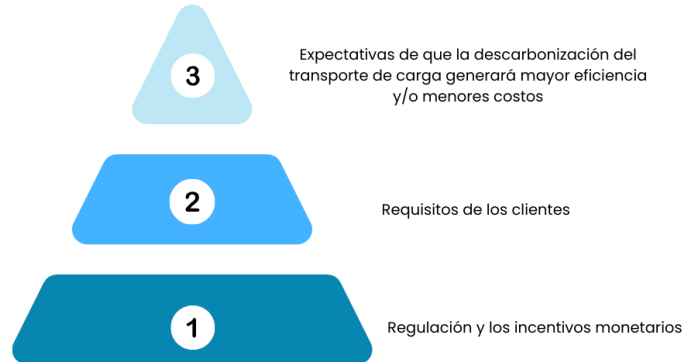 3
Expectativas de que la descarbonización del
transporte de carga generará mayor eficiencia
y/o menores costos
2
Requisitos de los clientes
1
Regulación y los incentivos monetarios